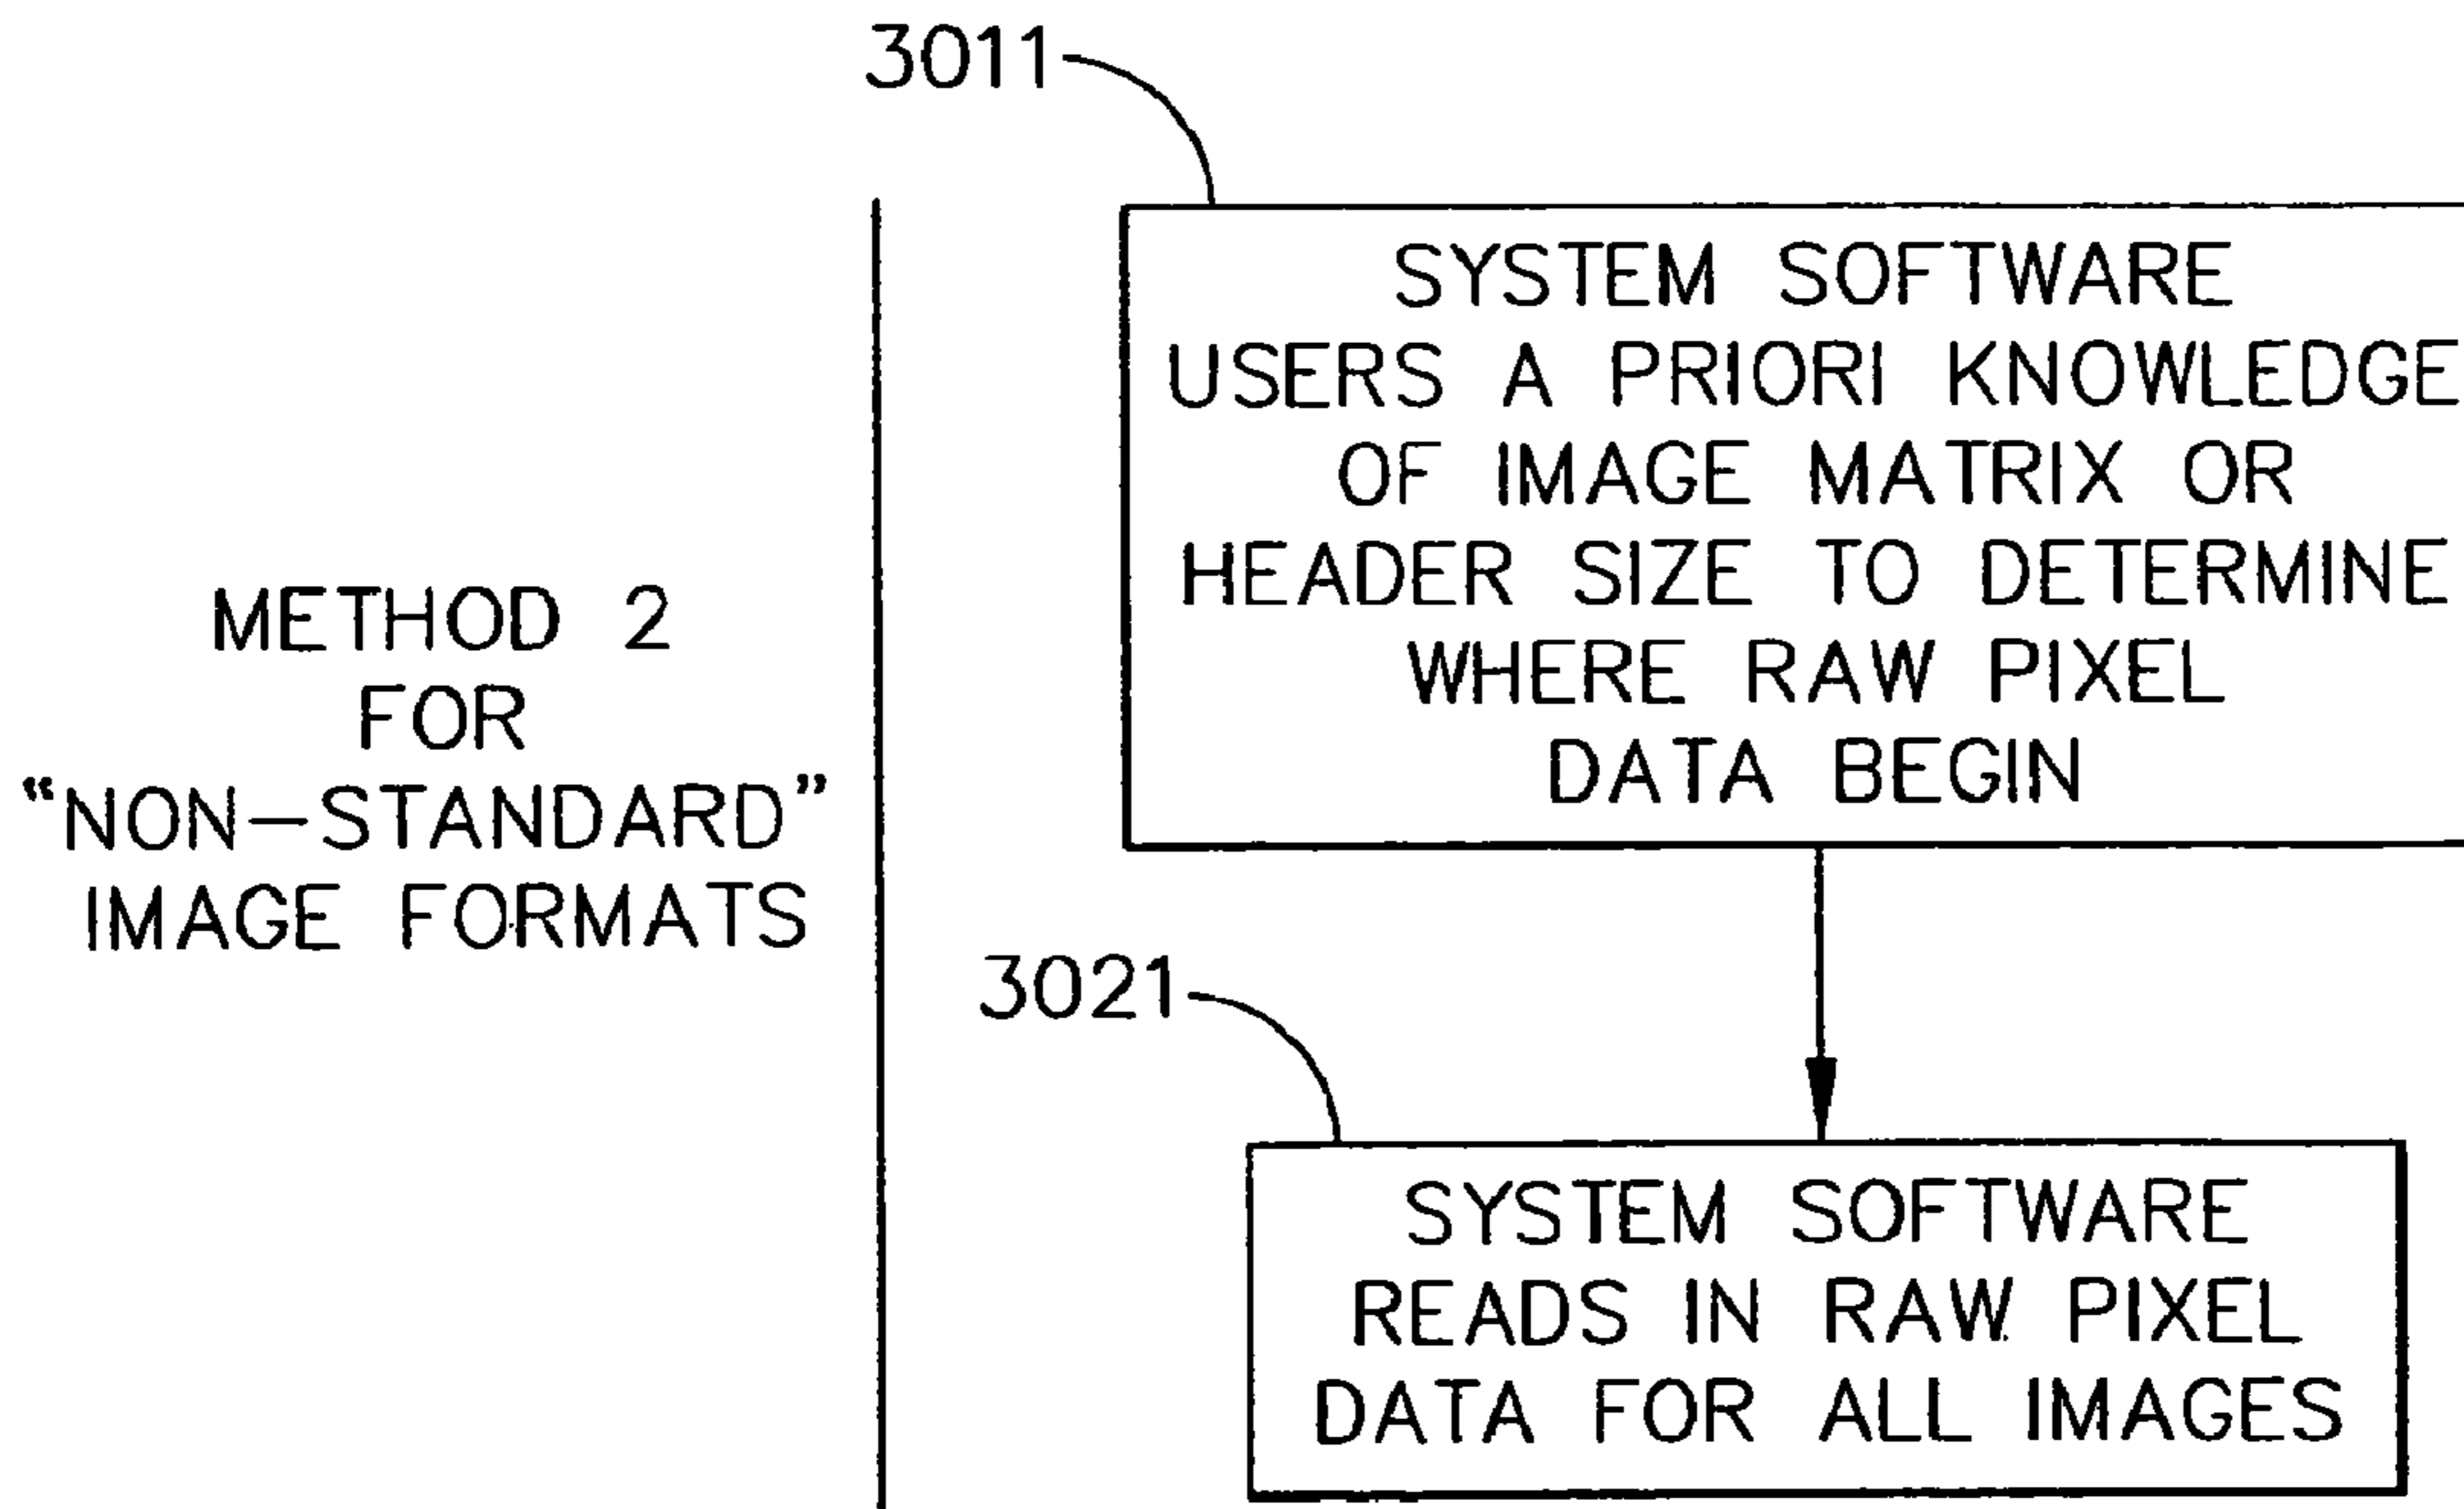 3011
SYSTEM SOFTWARE
USERS A PRIORI KNOWLEDGE
OF IMAGE MATRIX OR
HEADER SIZE TO DETERMINE
WHERE RAW PIXEL
DATA BEGIN
METHOD 2
FOR
“NON–STANDARD”
IMAGE FORMATS
3021
SYSTEM SOFTWARE
READS IN RAW PIXEL
DATA FOR ALL IMAGES